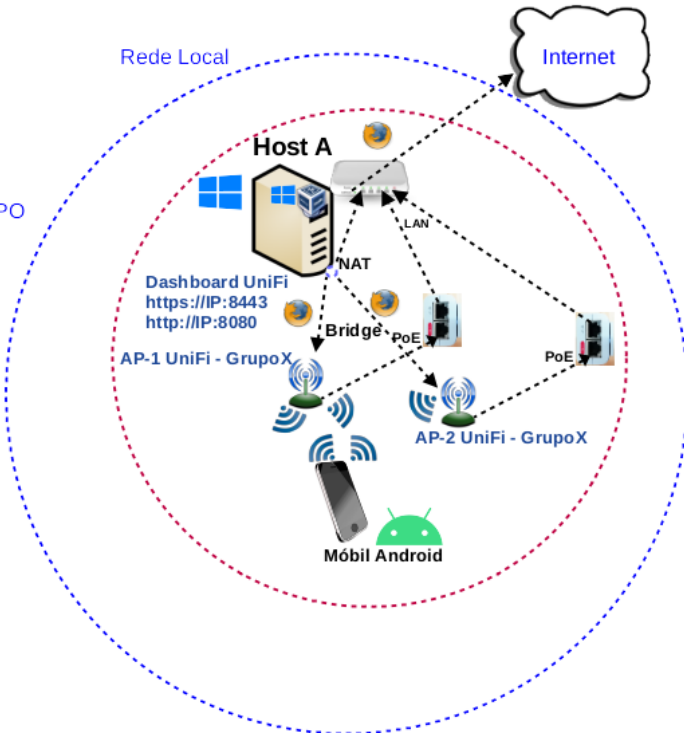 Rede Local
Internet
Host A
PO
LAN
NAT
Dashboard UniFi
https://IP:8443
http://IP:8080
Bridge
PoE
PoE
AP-1 UniFi - GrupoX
AP-2 UniFi - GrupoX
Móbil Android